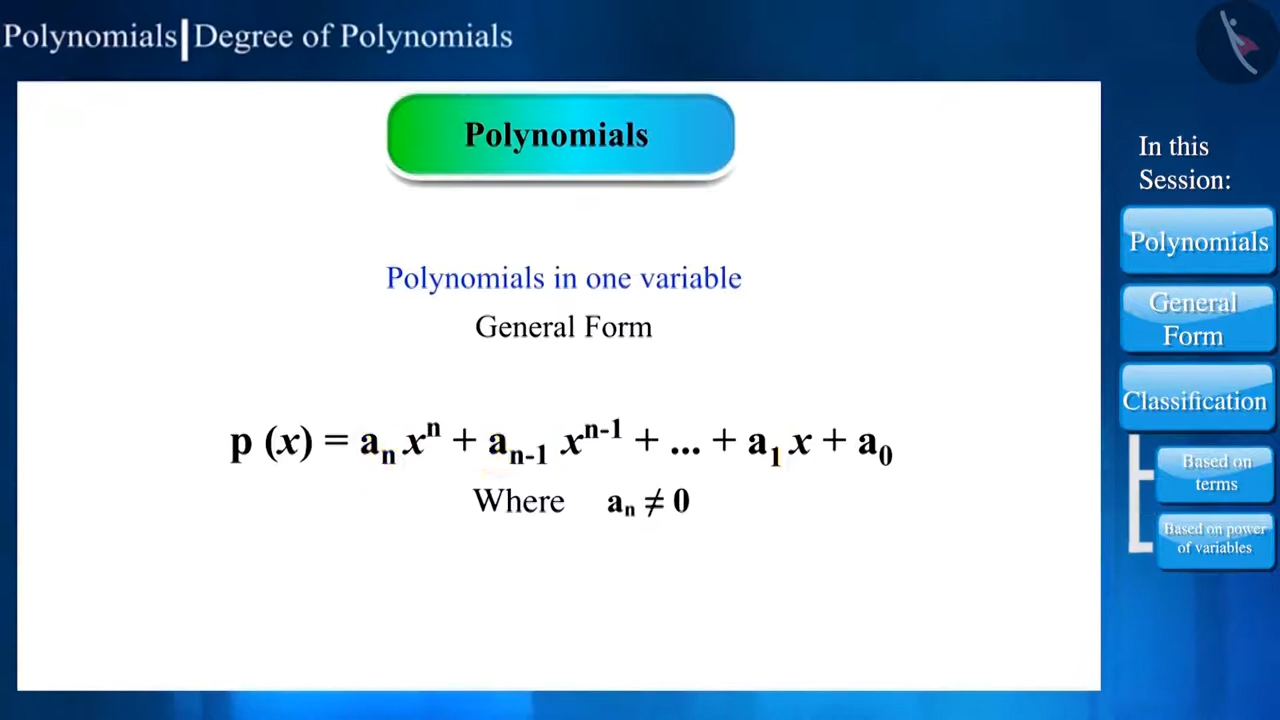 Polynomials|Degree of Polynomials
Polynomials
Polynomials in one variable
General Form
p (x) = aₙ xⁿ + aₙ₋₁ xⁿ⁻¹ + ... + a₁ x + a₀
Where aₙ ≠ 0
In this
Session:
Polynomials
General
Form
Classification
Based on
terms
Based on power
of variables